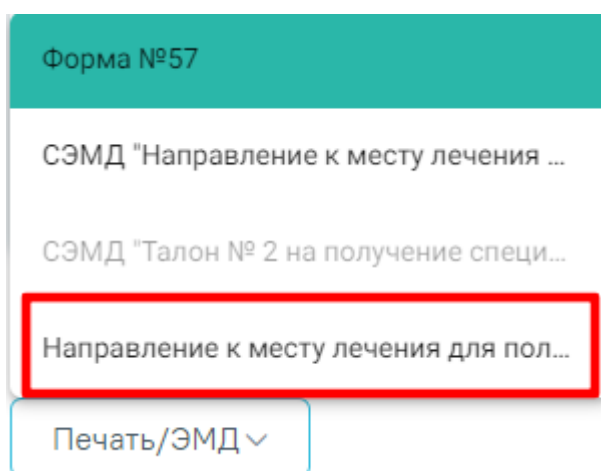 Форма №57
СЭМД "Направление к месту лечения ...
СЭМД "Талон № 2 на получение специ...
Направление к месту лечения для пол...
Печать/ЭМД